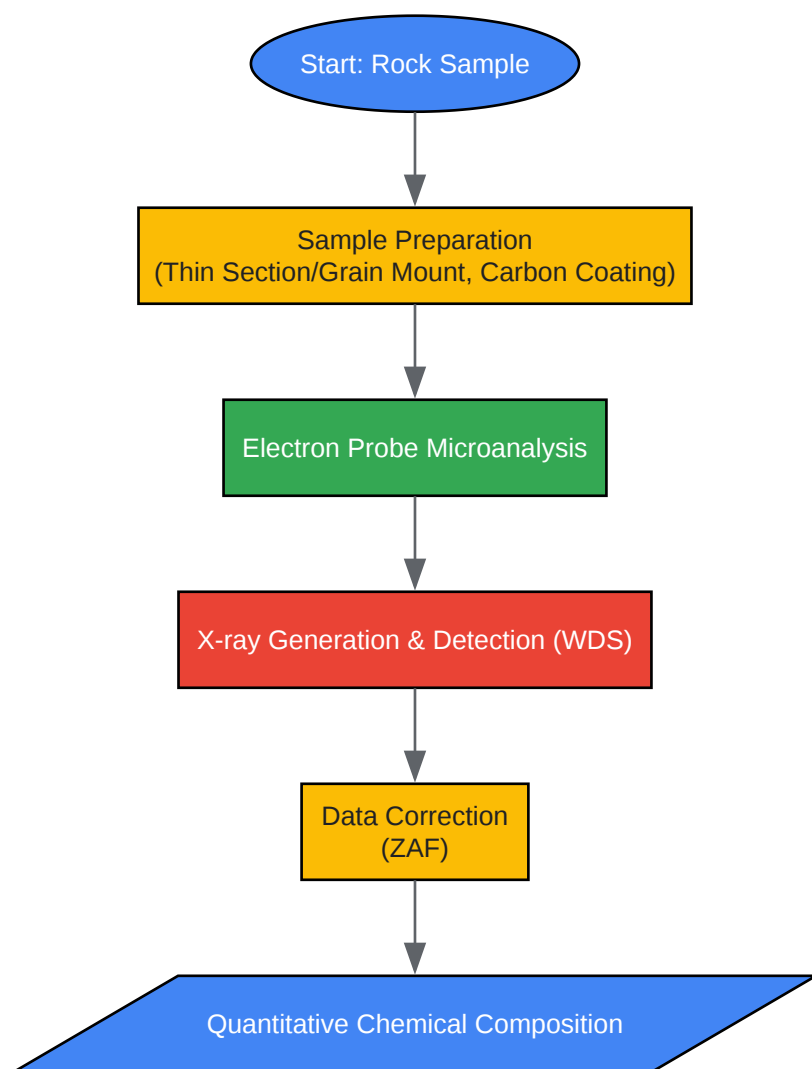 Start: Rock Sample
Sample Preparation
(Thin Section/Grain Mount, Carbon Coating)
Electron Probe Microanalysis
X-ray Generation & Detection (WDS)
Data Correction
(ZAF)
Quantitative Chemical Composition